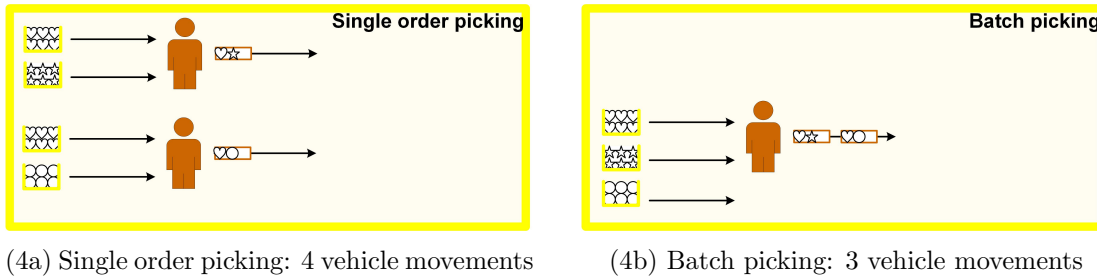 Single order picking
Batch picking
(4a) Single order picking: 4 vehicle movements
(4b) Batch picking: 3 vehicle movements